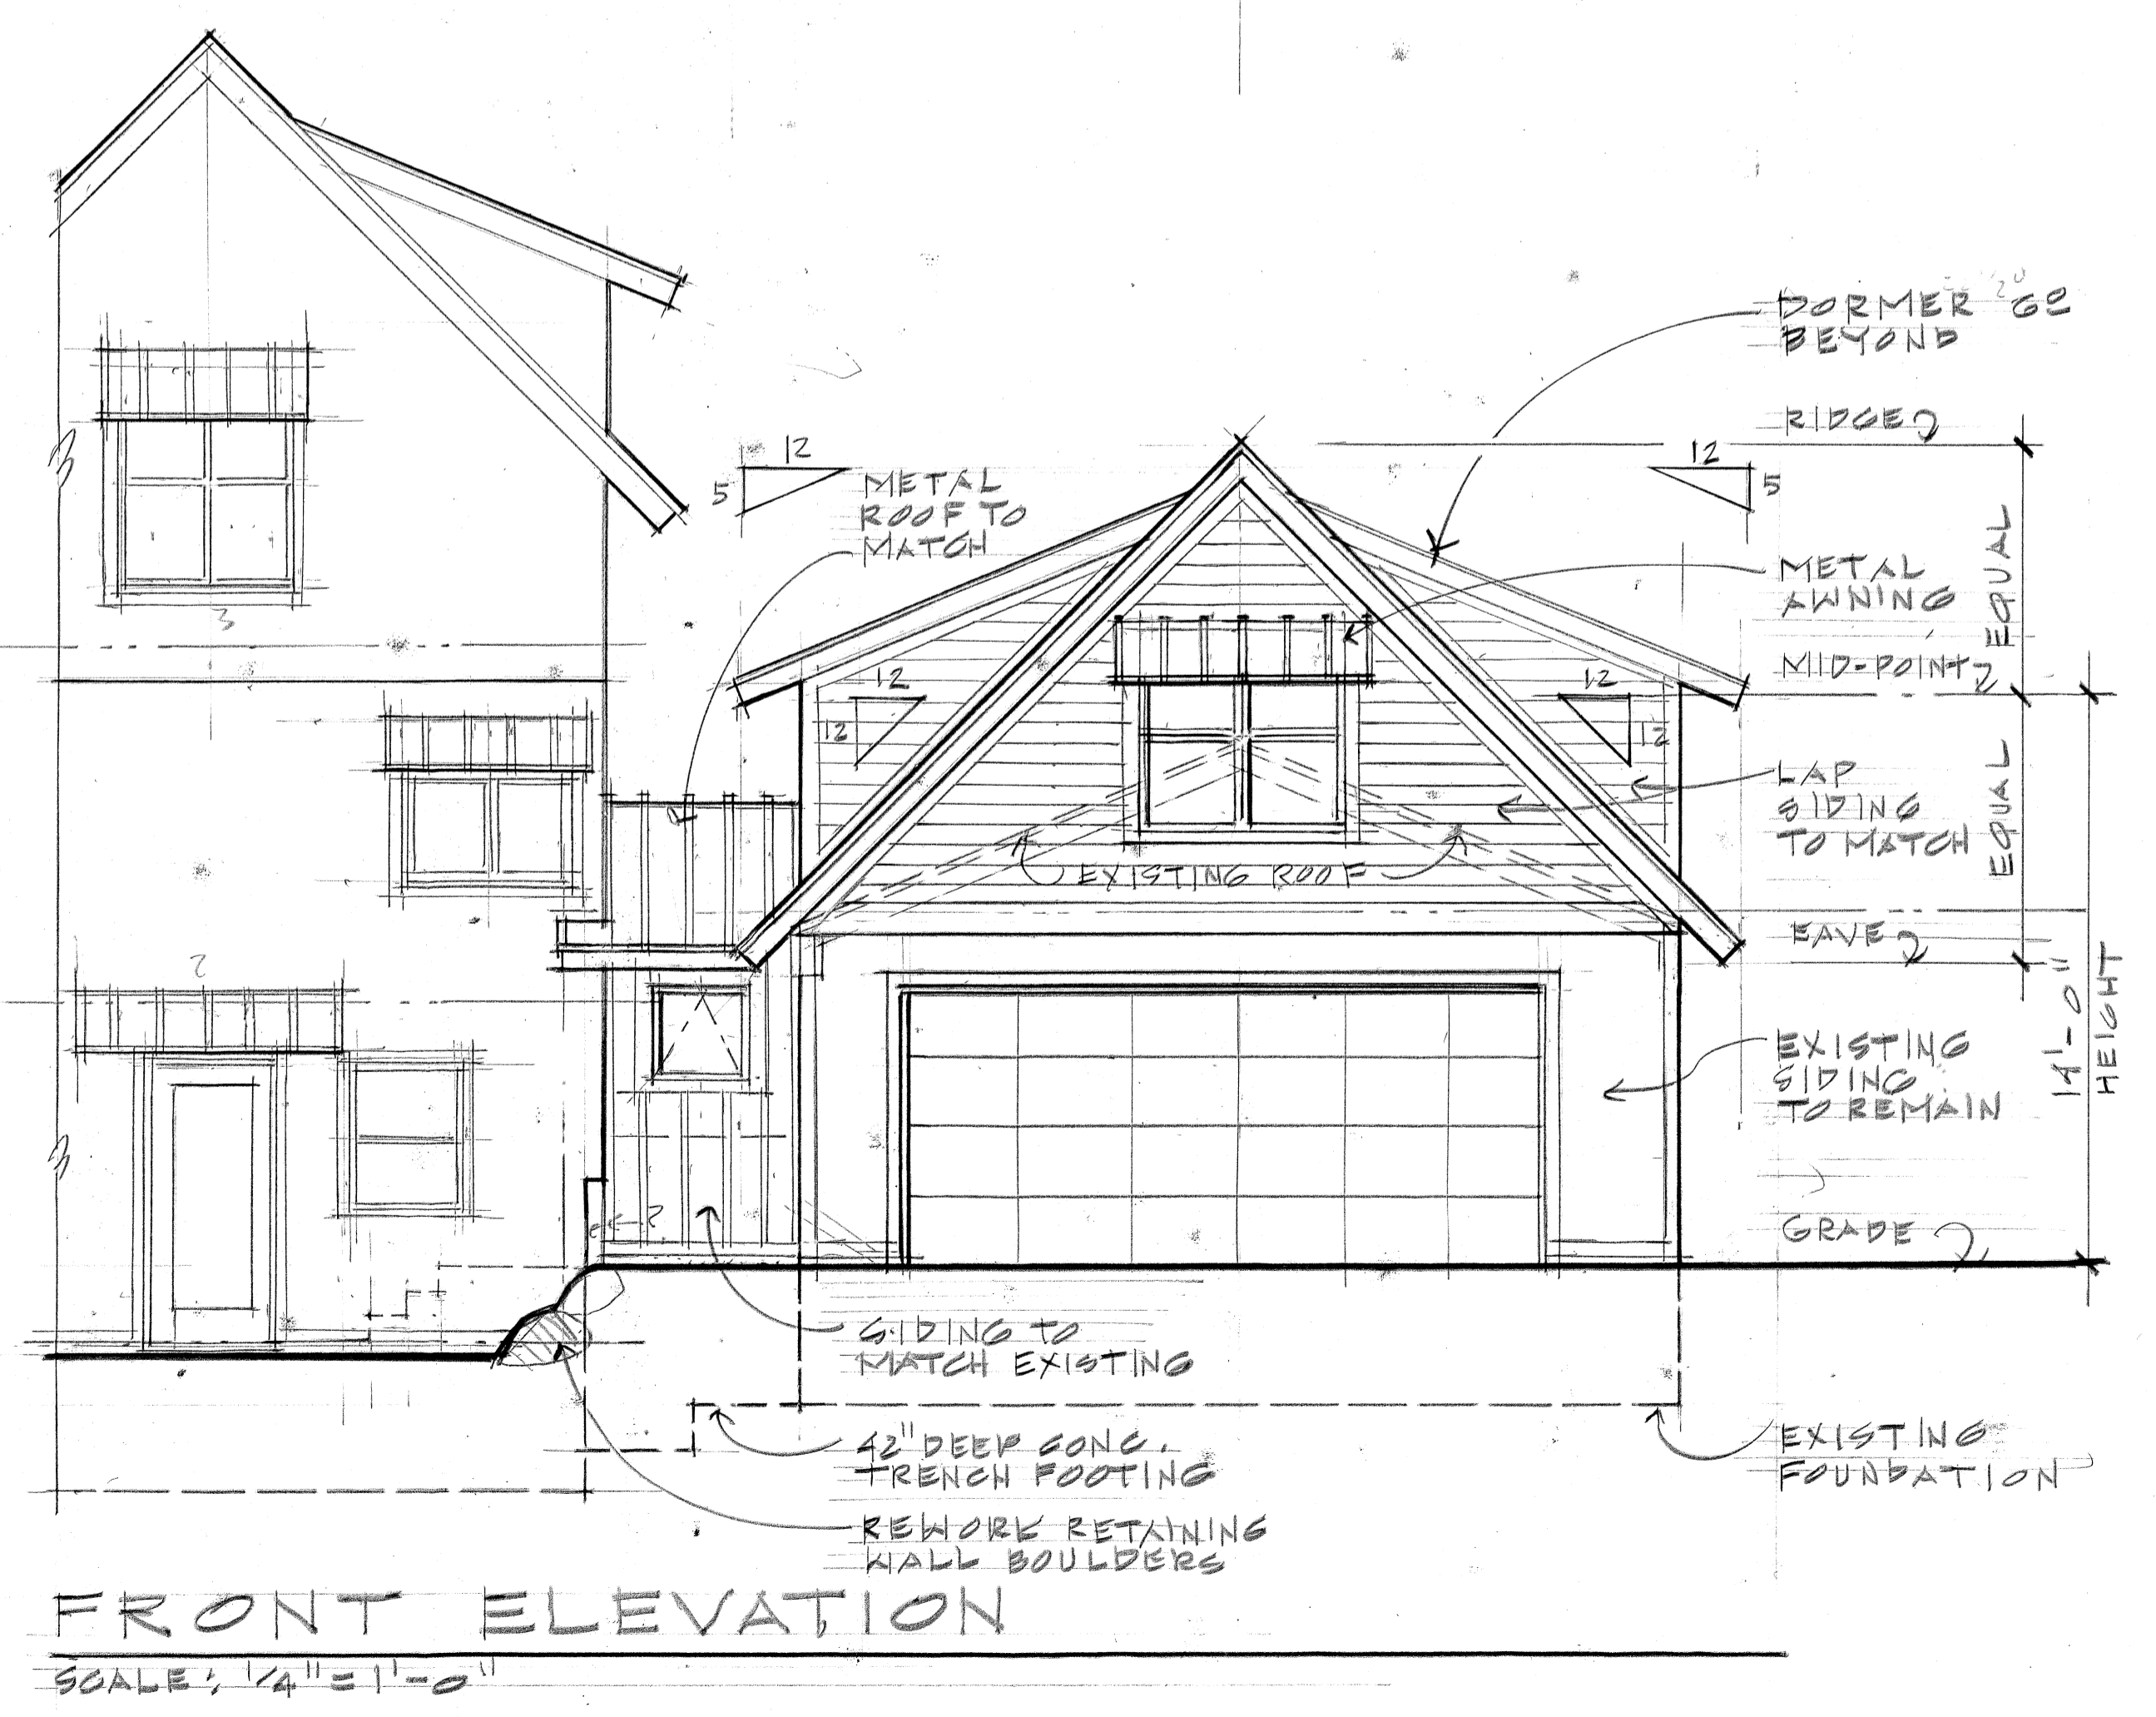 DORMER
BEYOND
RIDGE
12
5
METAL
ROOF TO
MATCH
12
5
METAL
AWNING
EQUAL
MID-POINT
12
12
12
12
LAP
SIDING
TO MATCH
EQUAL
EXISTING ROOF
EAVE
14'-0"
HEIGHT
EXISTING
SIDING
TO REMAIN
GRADE
SIDING TO
MATCH EXISTING
42" DEEP CONC.
TRENCH FOOTING
EXISTING
FOUNDATION
REWORK RETAINING
WALL BOULDERS
FRONT ELEVATION
SCALE: 1/4" = 1'-0"